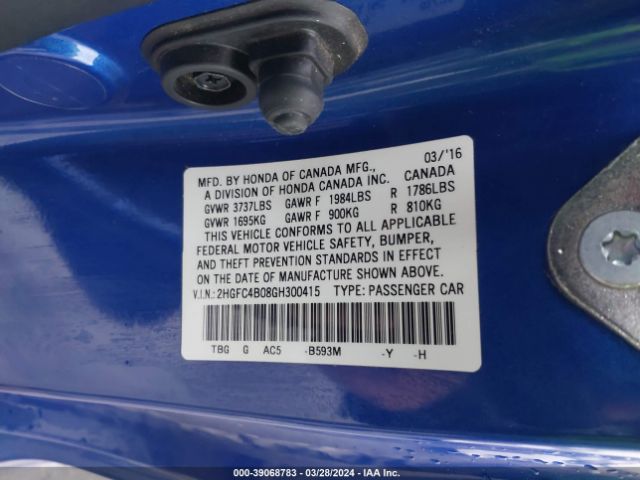 MFD. BY HONDA OF CANADA MFG., 03/'16
A DIVISION OF HONDA CANADA INC. CANADA
GVWR 3737LBS GAWR F 1984LBS R 1786LBS
GVWR 1695KG GAWR F 900KG R 810KG
THIS VEHICLE CONFORMS TO ALL APPLICABLE
FEDERAL MOTOR VEHICLE SAFETY, BUMPER,
AND THEFT PREVENTION STANDARDS IN EFFECT
ON THE DATE OF MANUFACTURE SHOWN ABOVE.
V.I.N.: 2HGFC4B08GH300415 TYPE: PASSENGER CAR
TBG G AC5 -B593M -Y -H
000-39068783 - 03/28/2024 - IAA Inc.